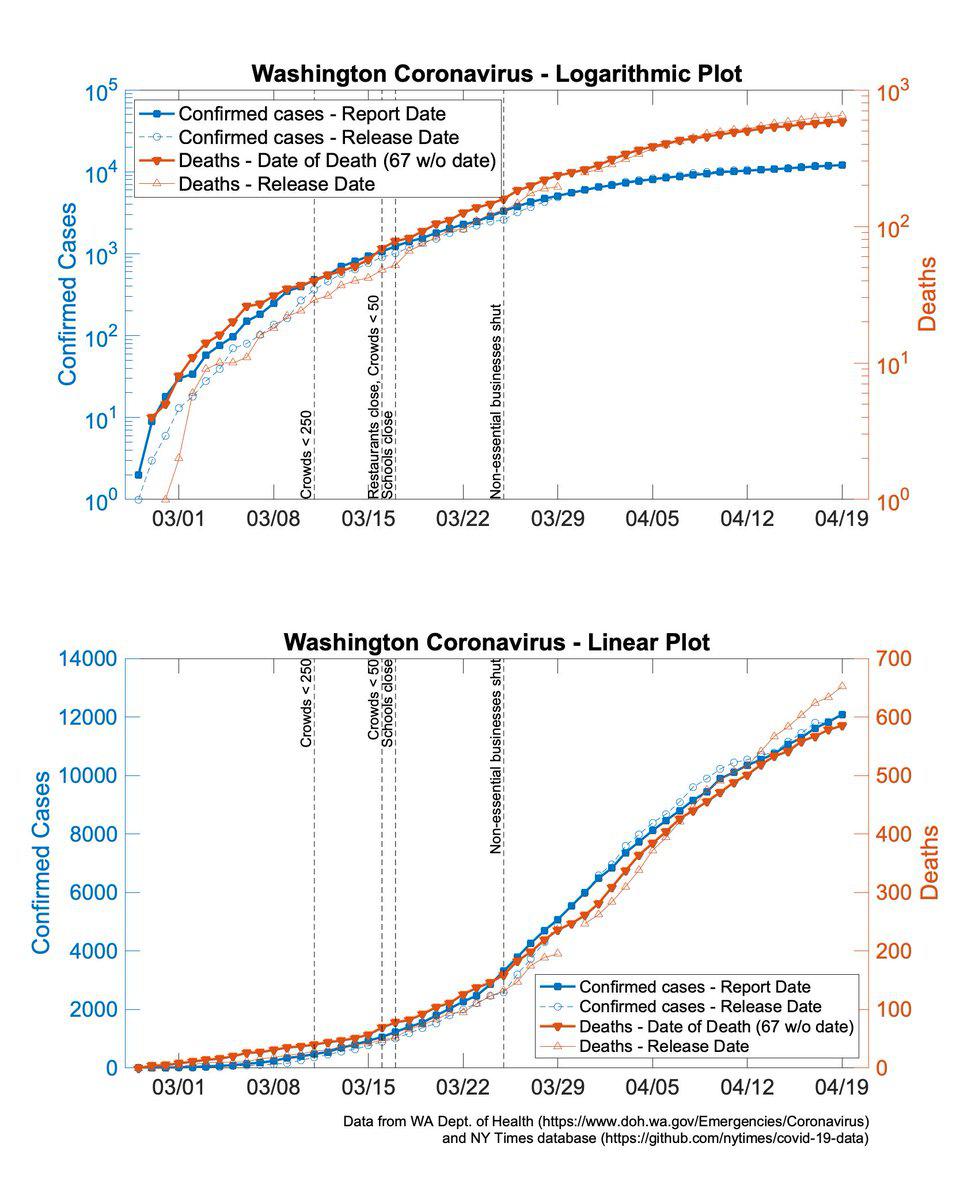 Washington Coronavirus - Logarithmic Plot
10^5
10^4
10^3
10^2
10^1
10^0
Confirmed Cases
10^3
10^2
10^1
10^0
Deaths
Confirmed cases - Report Date
Confirmed cases - Release Date
Deaths - Date of Death (67 w/o date)
Deaths - Release Date
Crowds < 250
Restaurants close, Crowds < 50
Schools close
Non-essential businesses shut
03/01 03/08 03/15 03/22 03/29 04/05 04/12 04/19
Washington Coronavirus - Linear Plot
14000
12000
10000
8000
6000
4000
2000
0
Confirmed Cases
700
600
500
400
300
200
100
0
Deaths
Crowds < 250
Crowds < 50
Schools close
Non-essential businesses shut
Confirmed cases - Report Date
Confirmed cases - Release Date
Deaths - Date of Death (67 w/o date)
Deaths - Release Date
03/01 03/08 03/15 03/22 03/29 04/05 04/12 04/19
Data from WA Dept. of Health (https://www.doh.wa.gov/Emergencies/Coronavirus)
and NY Times database (https://github.com/nytimes/covid-19-data)